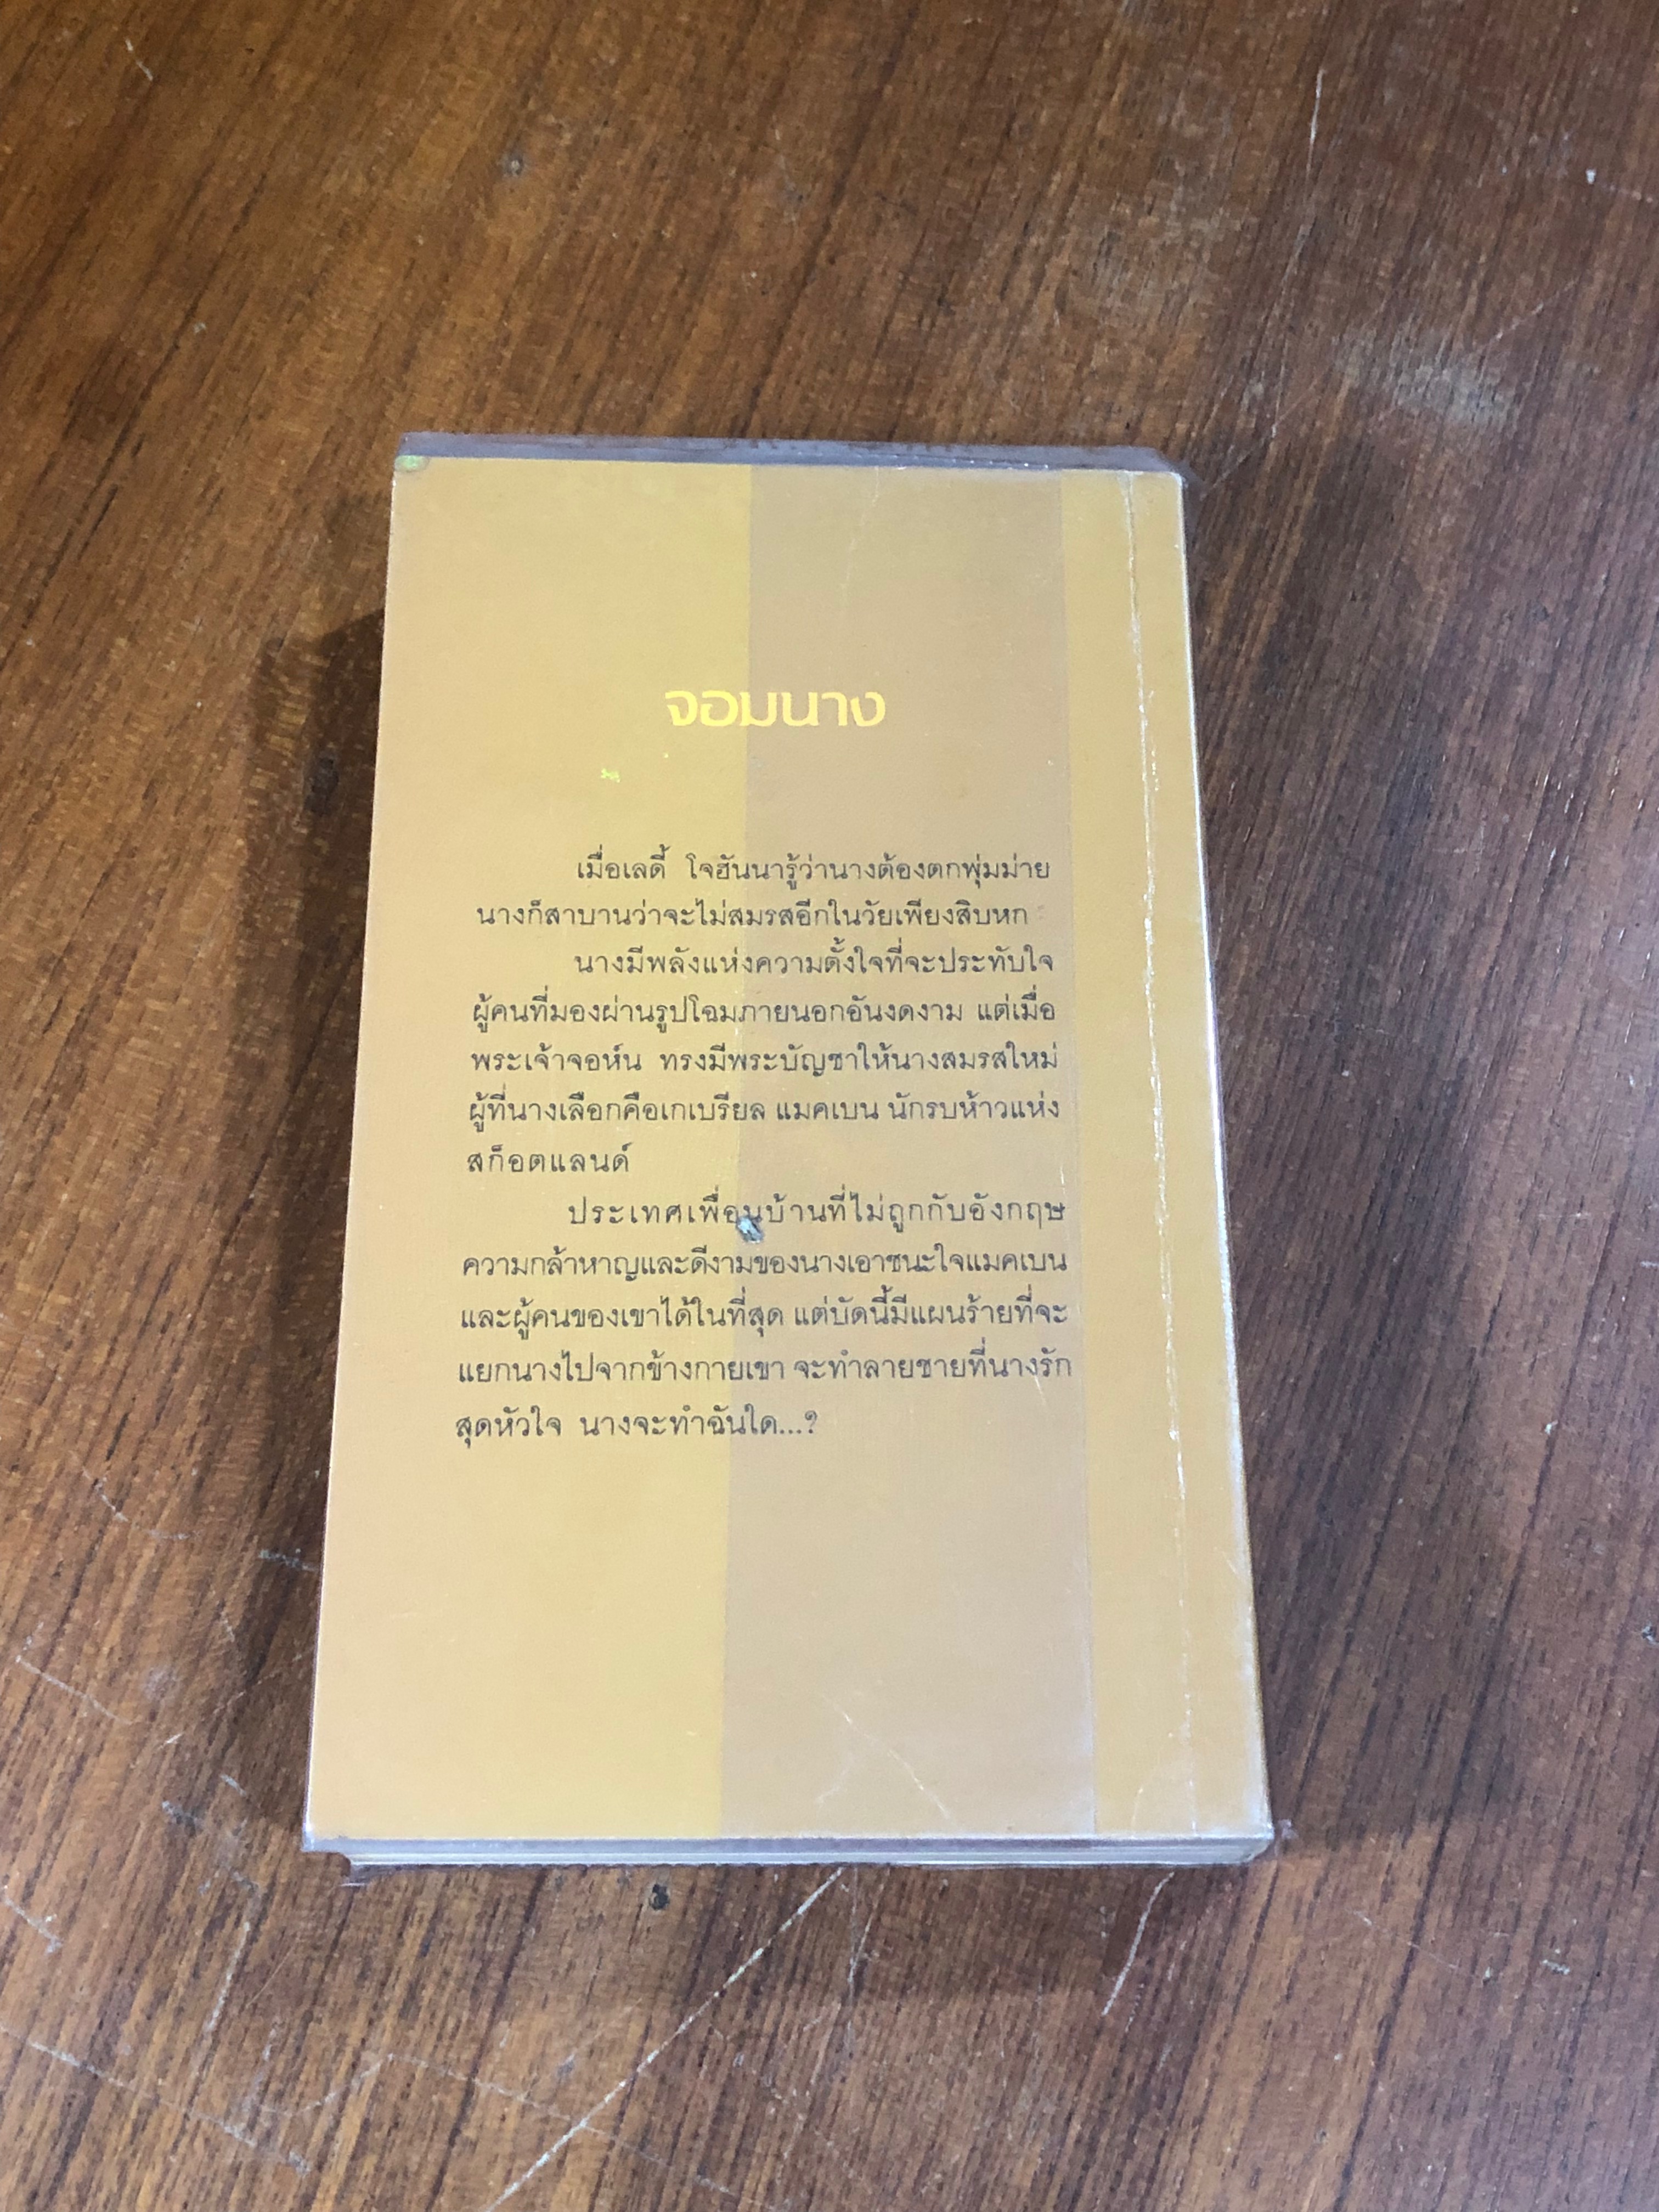 จอมนาง
เมื่อเลดี้ โจฮันนารู้ว่านางต้องตกพุ่มม่าย
นางก็สาบานว่าจะไม่สมรสอีกในวัยเพียงสิบหก
นางมีพลังแห่งความตั้งใจที่จะประทับใจ
ผู้คนที่มองผ่านรูปโฉมภายนอกอันงดงาม แต่เมื่อ
พระเจ้าจอห์น ทรงมีพระบัญชาให้นางสมรสใหม่
ผู้ที่นางเลือกคือเกเบรียล แมคเบน นักรบห้าวแห่ง
สก็อตแลนด์
ประเทศเพื่อนบ้านที่ไม่ถูกกับอังกฤษ
ความกล้าหาญและดีงามของนางเอาชนะใจแมคเบน
และผู้คนของเขาได้ในที่สุด แต่บัดนี้มีแผนร้ายที่จะ
แยกนางไปจากข้างกายเขา จะทำลายชายที่นางรัก
สุดหัวใจ นางจะทำฉันใด...?